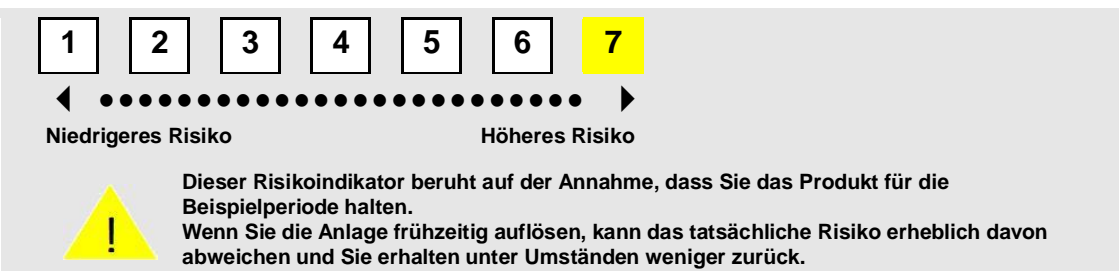 1 2 3 4 5 6 7
Niedrigeres Risiko Höheres Risiko
Dieser Risikoindikator beruht auf der Annahme, dass Sie das Produkt für die
Beispielperiode halten.
Wenn Sie die Anlage frühzeitig auflösen, kann das tatsächliche Risiko erheblich davon
abweichen und Sie erhalten unter Umständen weniger zurück.
!